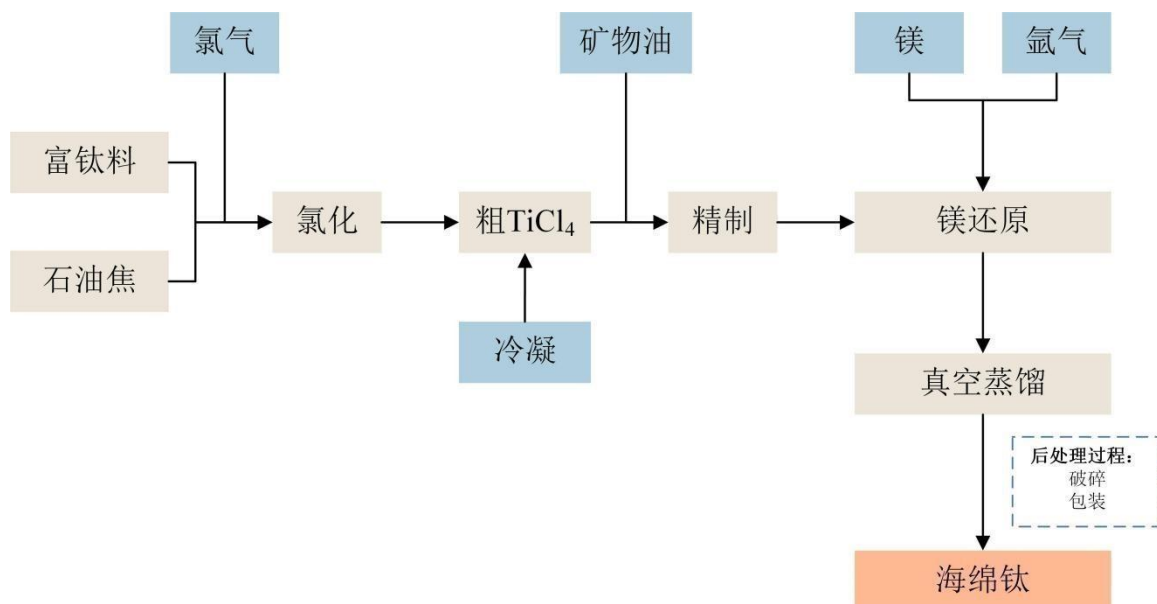 氯气
矿物油
镁
氩气
富钛料
氯化
粗TiCl₄
精制
镁还原
石油焦
冷凝
真空蒸馏
后处理过程：
破碎
包装
海绵钛